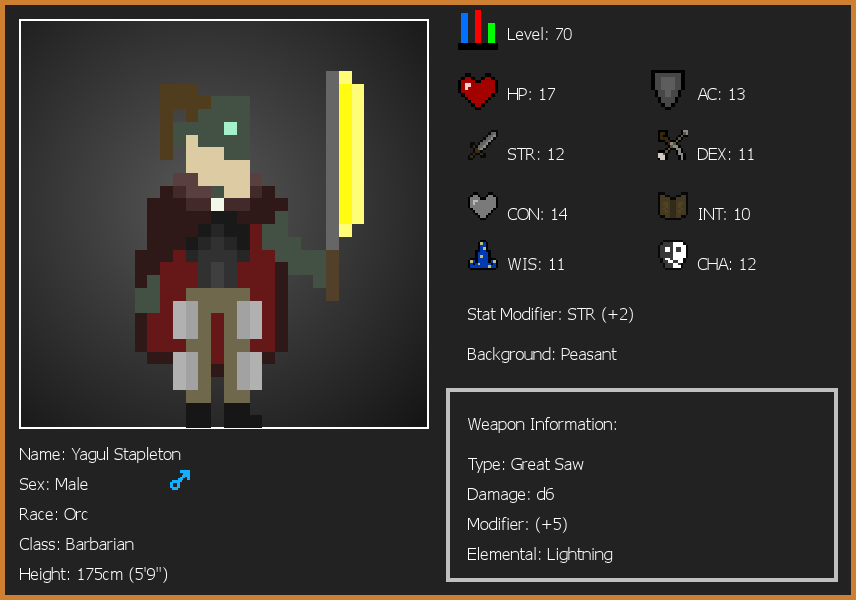 Level: 70
HP: 17
AC: 13
STR: 12
DEX: 11
CON: 14
INT: 10
WIS: 11
CHA: 12
Stat Modifier: STR (+2)
Background: Peasant
Weapon Information:
Type: Great Saw
Damage: d6
Modifier: (+5)
Elemental: Lightning
Name: Yagul Stapleton
Sex: Male
Race: Orc
Class: Barbarian
Height: 175cm (5'9")